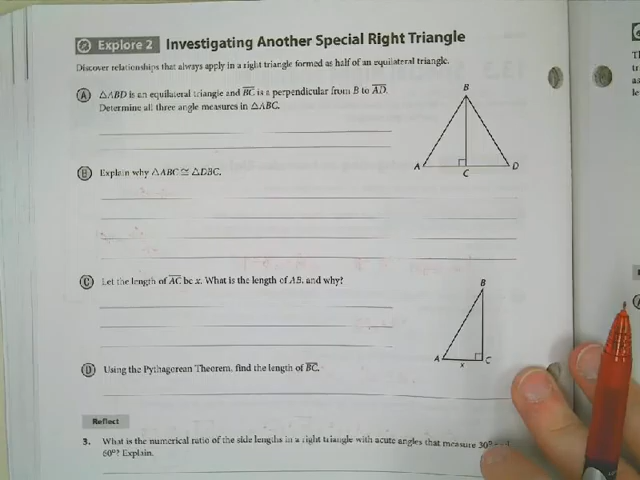 Explore 2 Investigating Another Special Right Triangle
Discover relationships that always apply in a right triangle formed as half of an equilateral triangle.
A △ABD is an equilateral triangle and BC is a perpendicular from B to AD.
Determine all three angle measures in △ABC.
B
A
C
D
B Explain why △ABC ≅ △DBC.
C Let the length of AC be x. What is the length of AB, and why?
B
A
x
C
D Using the Pythagorean Theorem, find the length of BC.
Reflect
3. What is the numerical ratio of the side lengths in a right triangle with acute angles that measure 30°
60°? Explain.